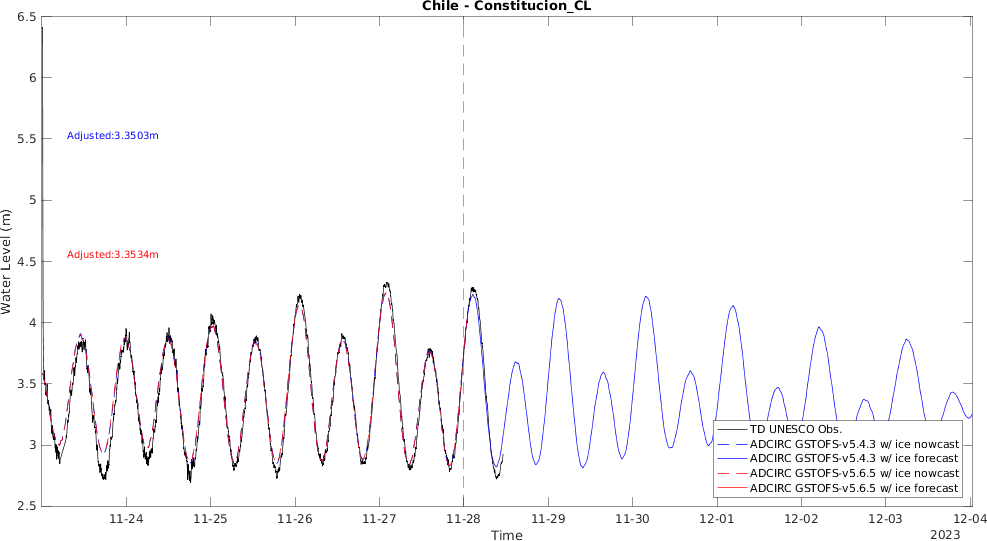 Chile - Constitucion_CL
6.5
6
5.5
5
4.5
4
3.5
3
2.5
Water Level (m)
Adjusted:3.3503m
Adjusted:3.3534m
TD UNESCO Obs.
ADCIRC GSTOFS-v5.4.3 w/ ice nowcast
ADCIRC GSTOFS-v5.4.3 w/ ice forecast
ADCIRC GSTOFS-v5.6.5 w/ ice nowcast
ADCIRC GSTOFS-v5.6.5 w/ ice forecast
11-24 11-25 11-26 11-27 11-28 11-29 11-30 12-01 12-02 12-03 12-04
Time
2023